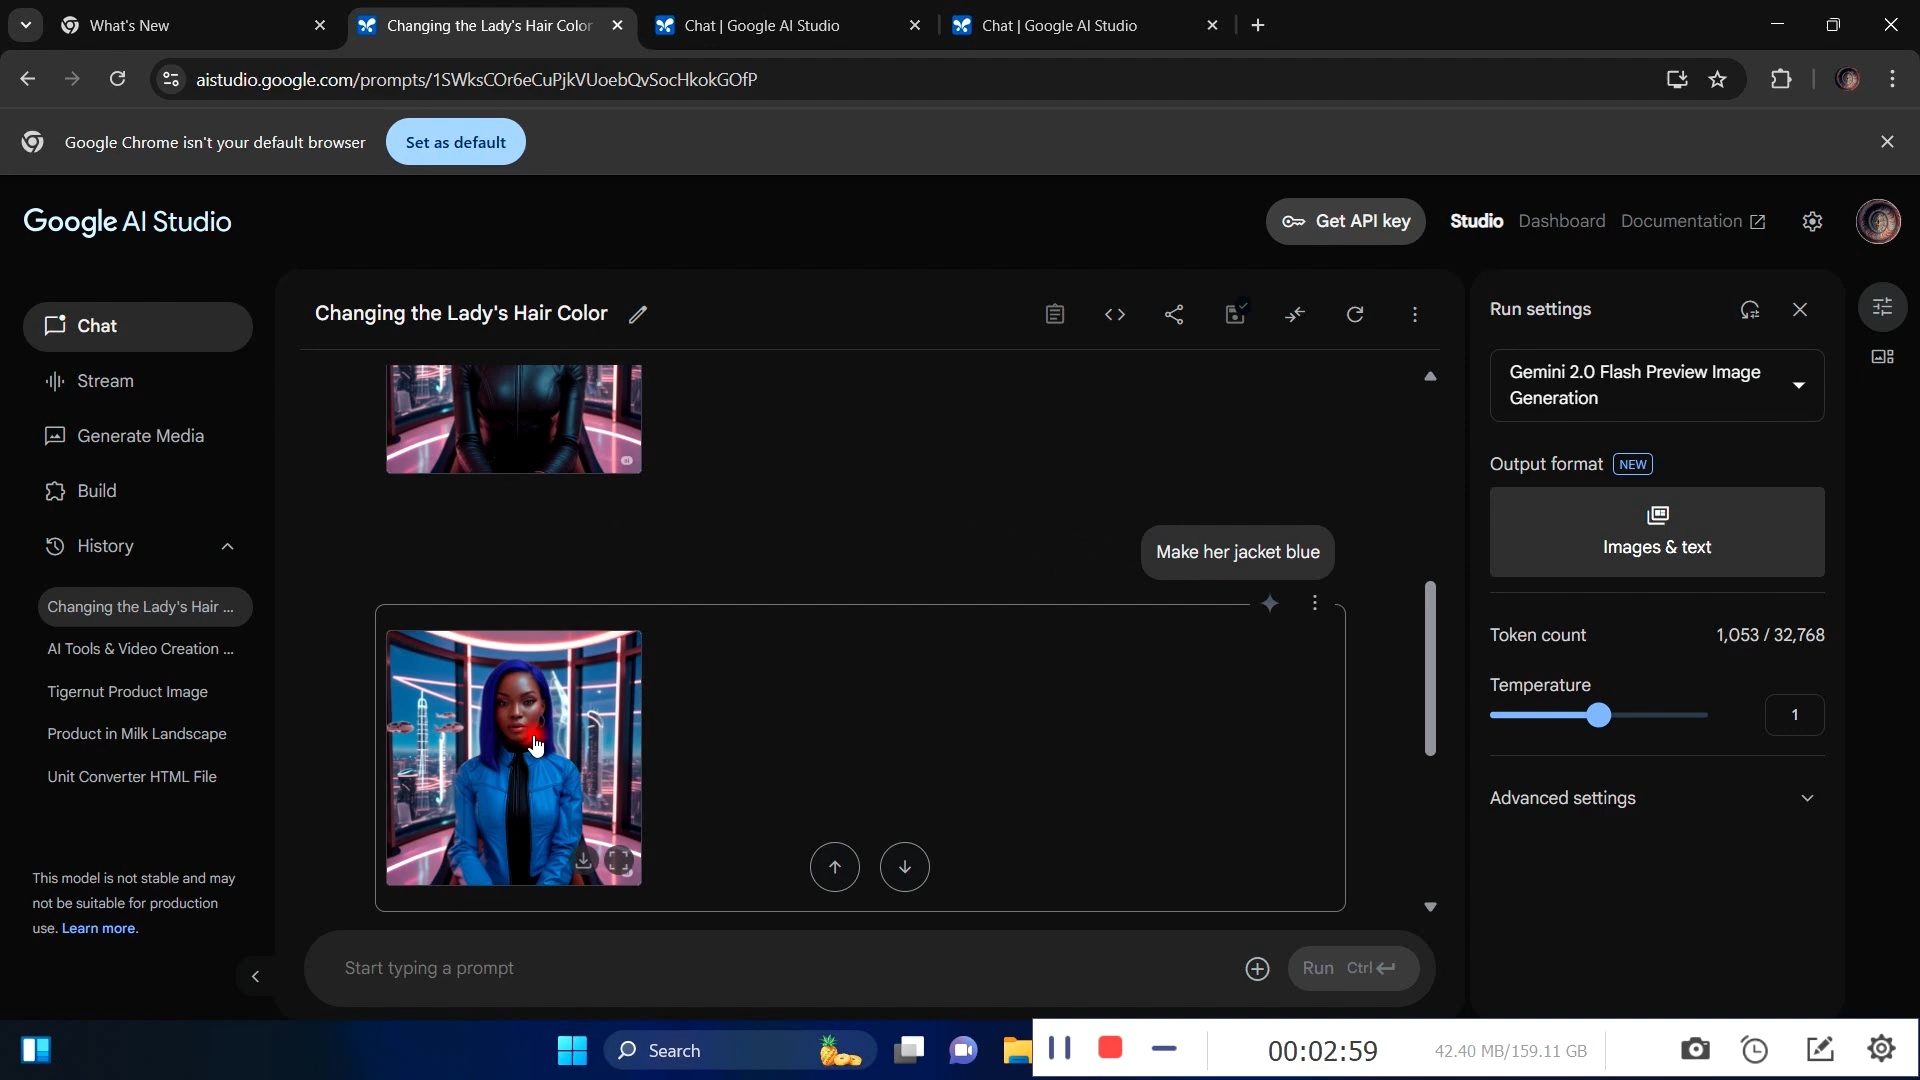 What's New
Changing the Lady's Hair Color
Chat | Google AI Studio
Chat | Google AI Studio
aistudio.google.com/prompts/1SWksCOr6eCuPjkVUoebQvSocHkokGOfP
Google Chrome isn't your default browser
Set as default
Google AI Studio
Get API key
Studio
Dashboard
Documentation
Chat
Stream
Generate Media
Build
History
Changing the Lady's Hair ...
AI Tools & Video Creation ...
Tigernut Product Image
Product in Milk Landscape
Unit Converter HTML File
This model is not stable and may
not be suitable for production
use. Learn more.
Changing the Lady's Hair Color
Make her jacket blue
Start typing a prompt
Run Ctrl
Run settings
Gemini 2.0 Flash Preview Image
Generation
Output format NEW
Images & text
Token count 1,053 / 32,768
Temperature
1
Advanced settings
Search
00:02:59
42.40 MB/159.11 GB